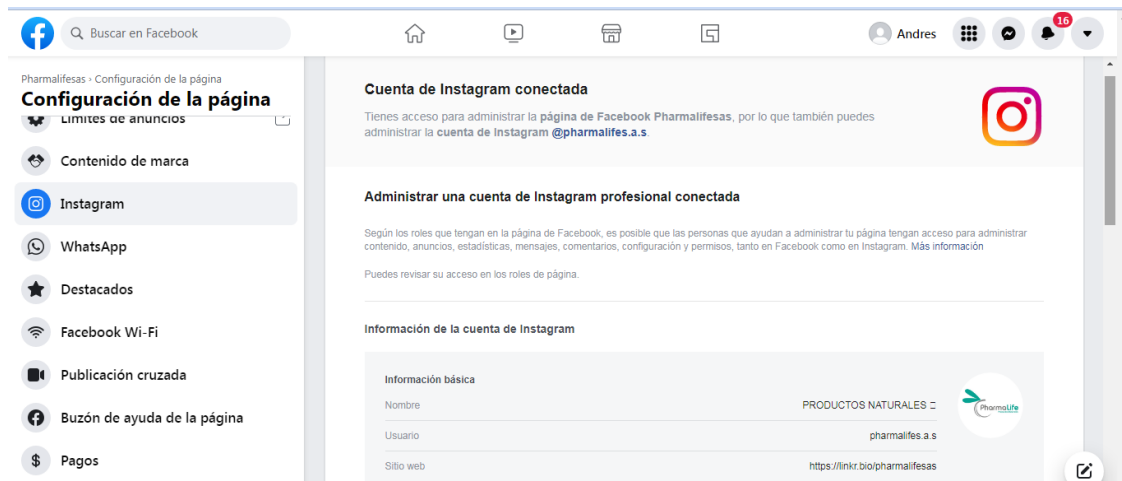 Buscar en Facebook
Andres
16
Pharmalifesas › Configuración de la página
Configuración de la página
Límites de anuncios
Contenido de marca
Instagram
WhatsApp
Destacados
Facebook Wi-Fi
Publicación cruzada
Buzón de ayuda de la página
Pagos
Cuenta de Instagram conectada
Tienes acceso para administrar la página de Facebook Pharmalifesas, por lo que también puedes
administrar la cuenta de Instagram @pharmalifes.a.s.
Administrar una cuenta de Instagram profesional conectada
Según los roles que tengan en la página de Facebook, es posible que las personas que ayudan a administrar tu página tengan acceso para administrar
contenido, anuncios, estadísticas, mensajes, comentarios, configuración y permisos, tanto en Facebook como en Instagram. Más información
Puedes revisar su acceso en los roles de página.
Información de la cuenta de Instagram
Información básica
Nombre PRODUCTOS NATURALES
Usuario pharmalifes.a.s
Sitio web https://linkr.bio/pharmalifesas
PharmaLife